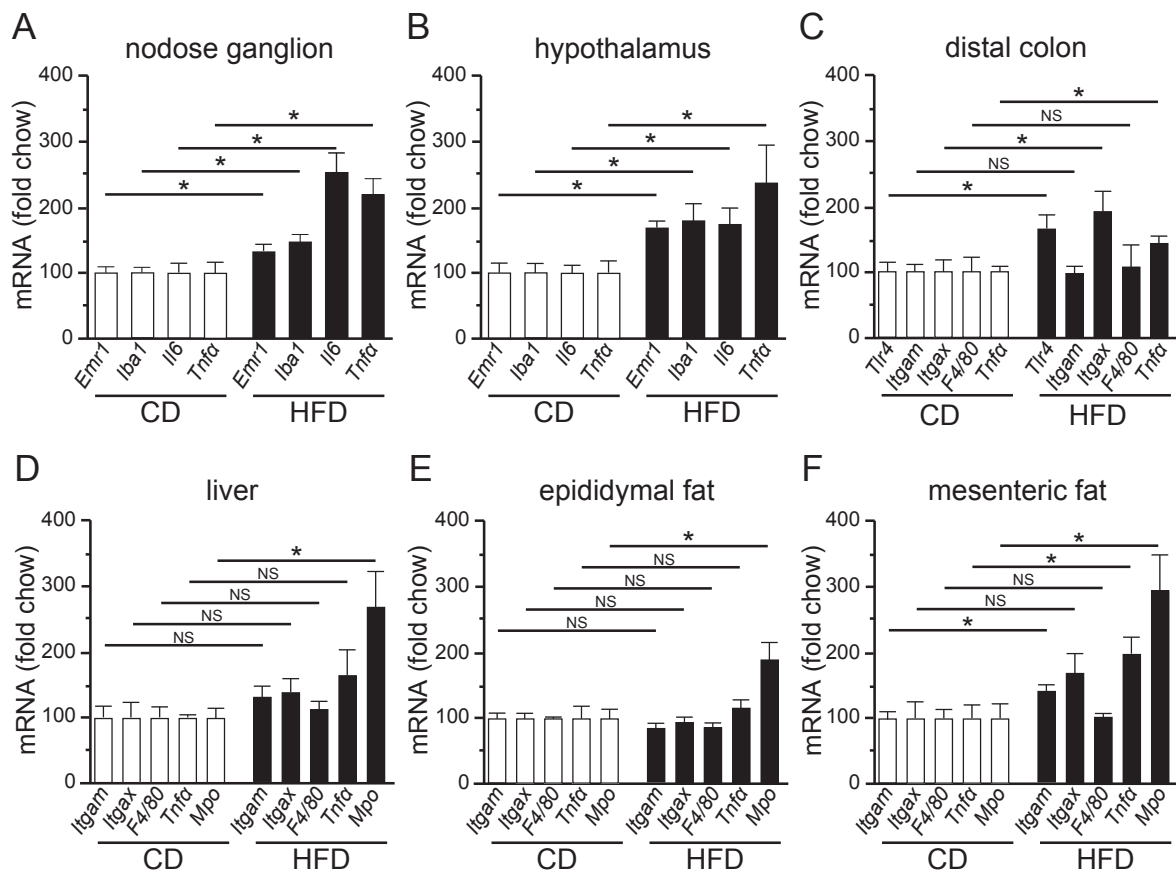 A
nodose ganglion
mRNA (fold chow)
400
300
200
100
0
*
*
*
*
Emr1
Iba1
Il6
Tnfα
Emr1
Iba1
Il6
Tnfα
CD
HFD
B
hypothalamus
mRNA (fold chow)
400
300
200
100
0
*
*
*
*
Emr1
Iba1
Il6
Tnfα
Emr1
Iba1
Il6
Tnfα
CD
HFD
C
distal colon
mRNA (fold chow)
400
300
200
100
0
*
NS
*
NS
*
Tlr4
Itgam
Itgax
F4/80
Tnfα
Tlr4
Itgam
Itgax
F4/80
Tnfα
CD
HFD
D
liver
mRNA (fold chow)
400
300
200
100
0
*
NS
NS
NS
NS
Itgam
Itgax
F4/80
Tnfα
Mpo
Itgam
Itgax
F4/80
Tnfα
Mpo
CD
HFD
E
epididymal fat
mRNA (fold chow)
400
300
200
100
0
*
NS
NS
NS
NS
Itgam
Itgax
F4/80
Tnfα
Mpo
Itgam
Itgax
F4/80
Tnfα
Mpo
CD
HFD
F
mesenteric fat
mRNA (fold chow)
400
300
200
100
0
*
*
NS
NS
*
Itgam
Itgax
F4/80
Tnfα
Mpo
Itgam
Itgax
F4/80
Tnfα
Mpo
CD
HFD